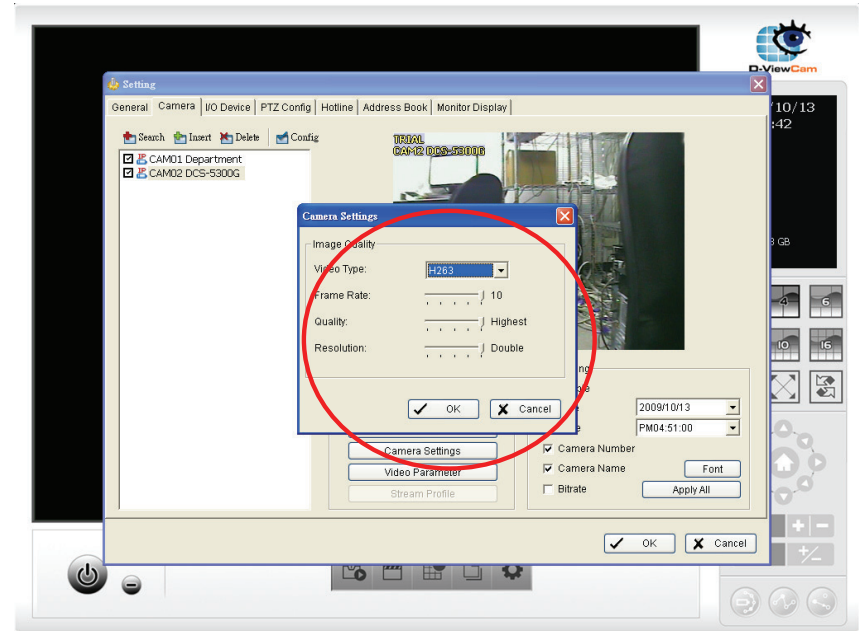 D-ViewCam
Setting
General Camera I/O Device PTZ Config Hotline Address Book Monitor Display
/10/13
:42
Search Insert Delete Config
TRIAL
CAM2 DCS-5300G
CAM01 Department
CAM02 DCS-5300G
Camera Settings
Image Quality
GB
Video Type: H263
Frame Rate: 10
4 6
Quality: Highest
Resolution: Double
10 16
2009/10/13
OK Cancel
PM04:51:00
Camera Settings
Camera Number
Video Parameter
Camera Name Font
Stream Profile
Bitrate Apply All
OK Cancel